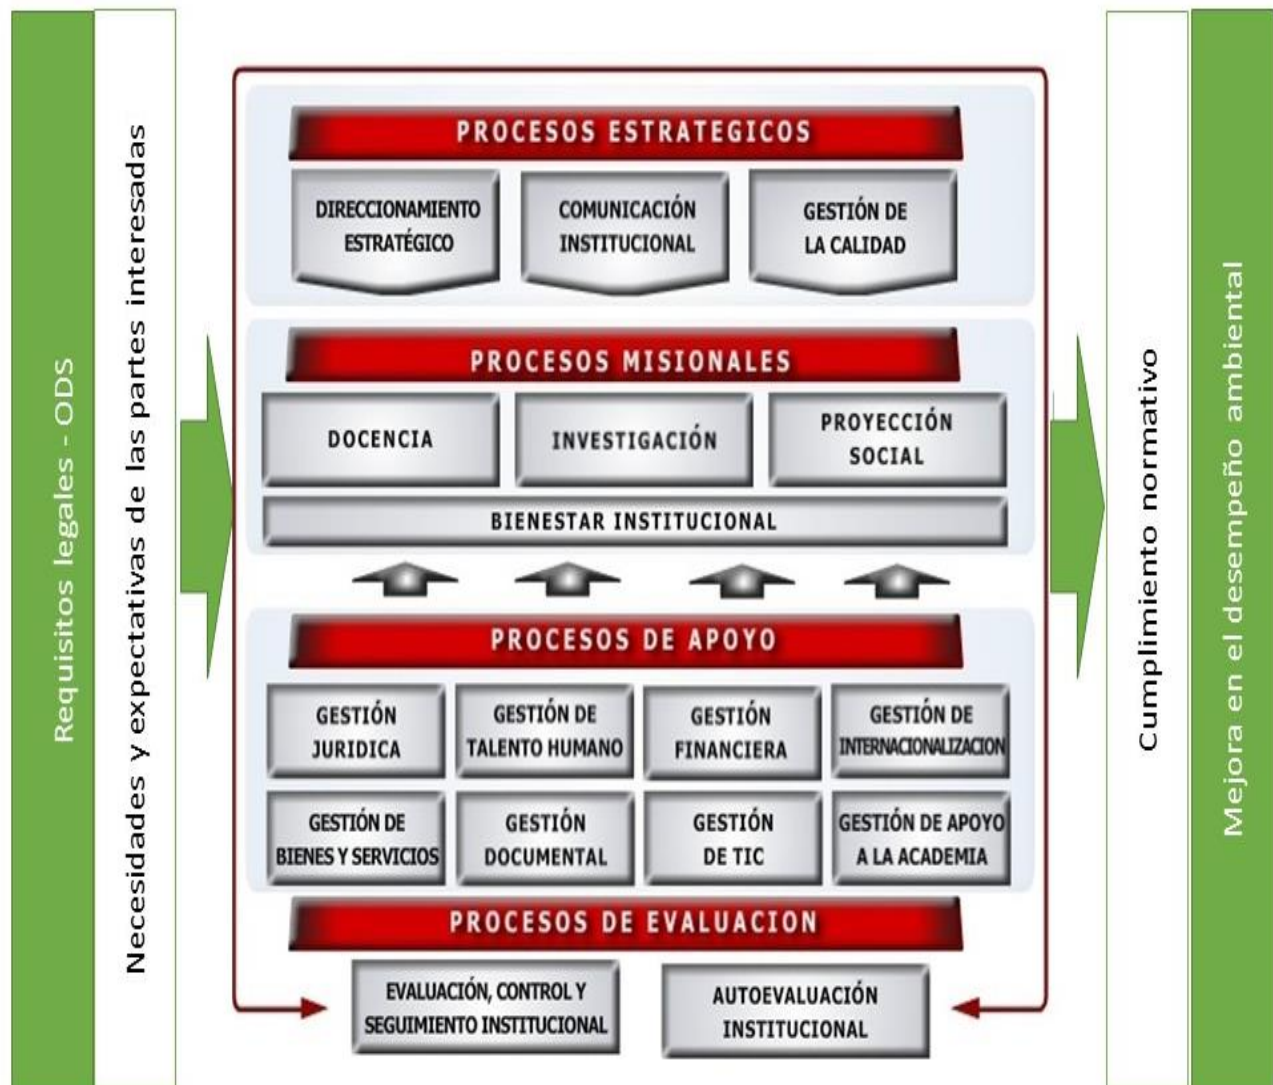 Requisitos legales - ODS
Necesidades y expectativas de las partes interesadas
PROCESOS ESTRATEGICOS
DIRECCIONAMIENTO
ESTRATÉGICO
COMUNICACIÓN
INSTITUCIONAL
GESTIÓN DE
LA CALIDAD
PROCESOS MISIONALES
DOCENCIA
INVESTIGACIÓN
PROYECCIÓN
SOCIAL
BIENESTAR INSTITUCIONAL
PROCESOS DE APOYO
GESTIÓN
JURIDICA
GESTIÓN DE
TALENTO HUMANO
GESTIÓN
FINANCIERA
GESTIÓN DE
INTERNACIONALIZACION
GESTIÓN DE
BIENES Y SERVICIOS
GESTIÓN
DOCUMENTAL
GESTIÓN
DE TIC
GESTIÓN DE APOYO
A LA ACADEMIA
PROCESOS DE EVALUACION
EVALUACIÓN, CONTROL Y
SEGUIMIENTO INSTITUCIONAL
AUTOEVALUACIÓN
INSTITUCIONAL
Cumplimiento normativo
Mejora en el desempeño ambiental